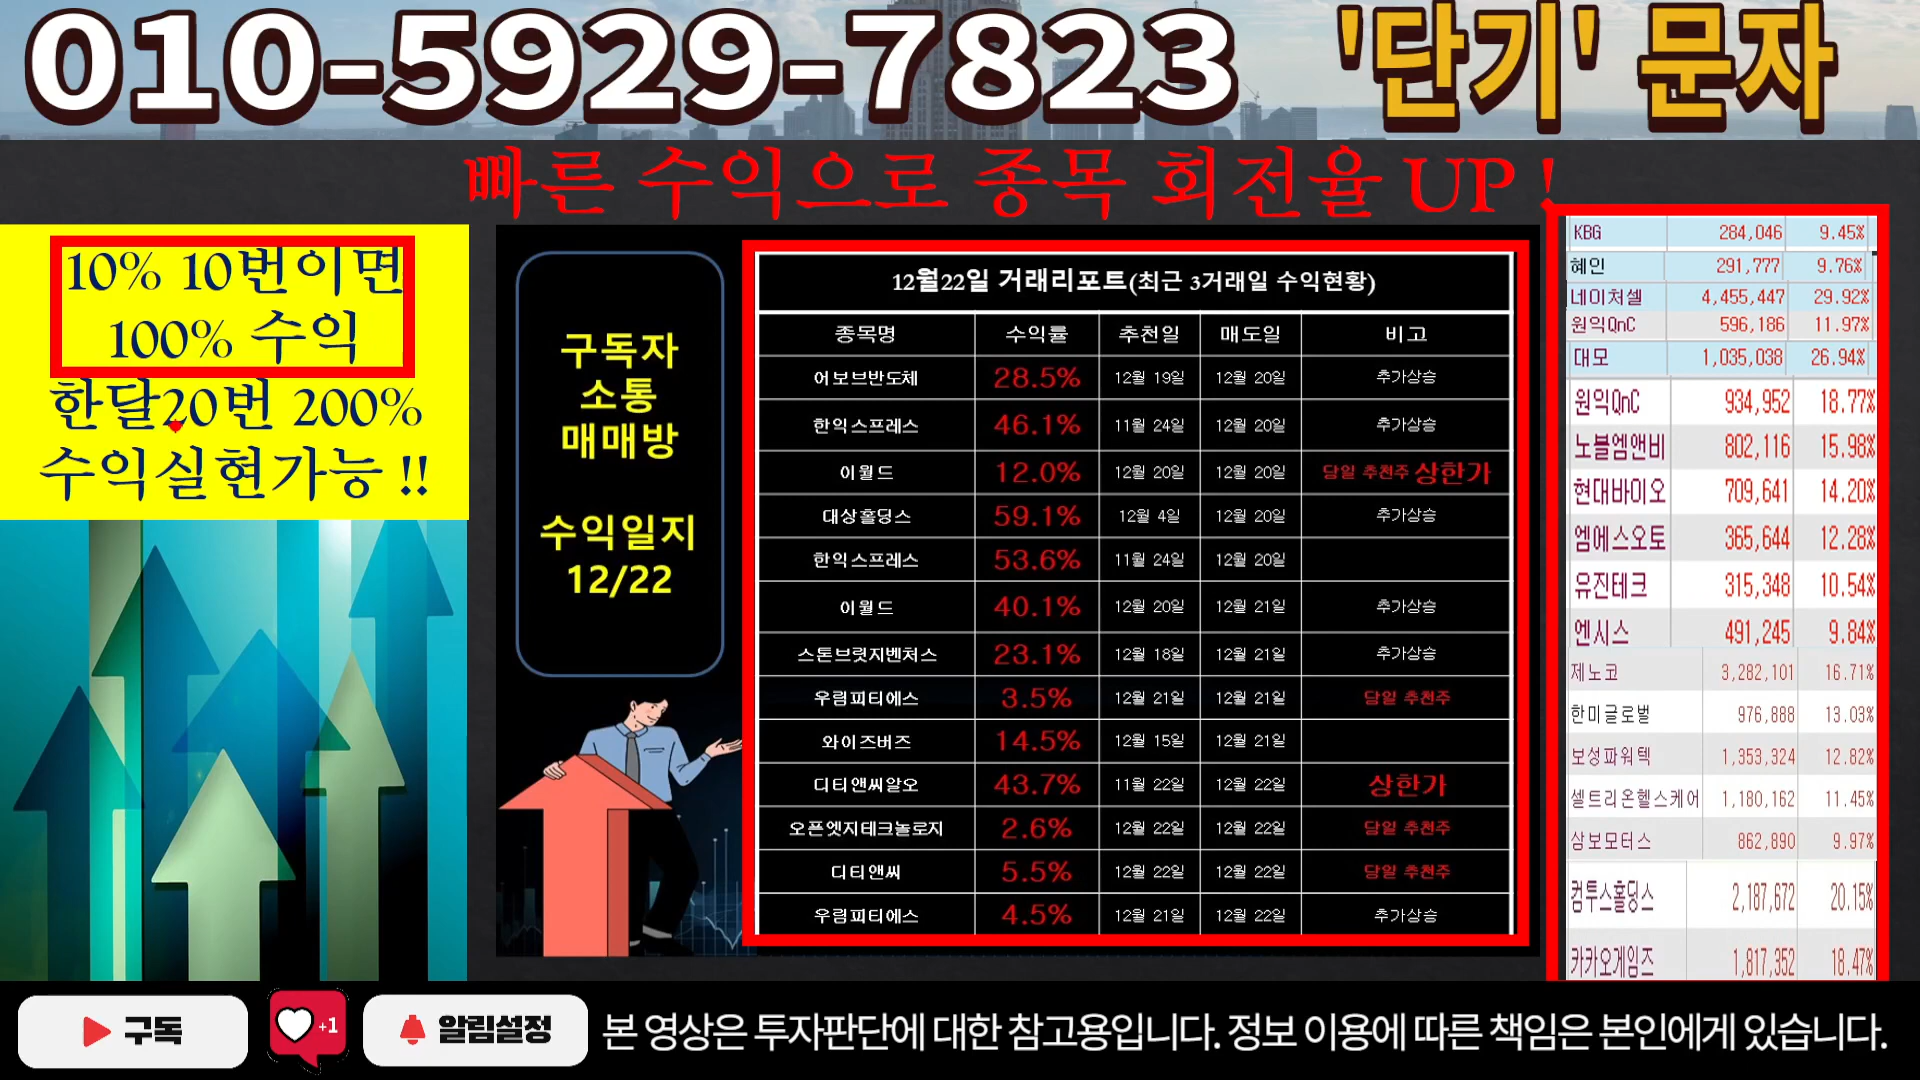 010-5929-7823 '단기' 문자
빠른 수익으로 종목 회전율 UP !
10% 10번이면
100% 수익
한달20번 200%
수익실현가능 !!
구독자
소통
매매방
수익일지
12/22
12월22일 거래리포트(최근 3거래일 수익현황)
종목명 수익률 추천일 매도일 비고
어보브반도체 28.5% 12월 19일 12월 20일 추가상승
한익스프레스 46.1% 11월 24일 12월 20일 추가상승
이월드 12.0% 12월 20일 12월 20일 당일 추천주 상한가
대상홀딩스 59.1% 12월 4일 12월 20일 추가상승
한익스프레스 53.6% 11월 24일 12월 20일
이월드 40.1% 12월 20일 12월 21일 추가상승
스톤브릿지벤처스 23.1% 12월 18일 12월 21일 추가상승
우림피티에스 3.5% 12월 21일 12월 21일 당일 추천주
와이즈버즈 14.5% 12월 15일 12월 21일
디티앤씨알오 43.7% 11월 22일 12월 22일 상한가
오픈엣지테크놀로지 2.6% 12월 22일 12월 22일 당일 추천주
디티앤씨 5.5% 12월 22일 12월 22일 당일 추천주
우림피티에스 4.5% 12월 21일 12월 22일 추가상승
KBG 284,046 9.45%
혜인 291,777 9.76%
네이처셀 4,455,447 29.92%
원익QnC 596,186 11.97%
대모 1,035,038 26.94%
원익QnC 934,952 18.77%
노블엠앤비 802,116 15.98%
현대바이오 709,641 14.20%
엠에스오토 365,644 12.28%
유진테크 315,348 10.54%
엔시스 491,245 9.84%
제노코 3,282,101 16.71%
한미글로벌 976,888 13.03%
보성파워텍 1,353,324 12.82%
셀트리온헬스케어 1,180,162 11.45%
삼보모터스 862,890 9.97%
컴투스홀딩스 2,187,672 20.15%
카카오게임즈 1,817,352 18.47%
구독 +1 알림설정 본 영상은 투자판단에 대한 참고용입니다. 정보 이용에 따른 책임은 본인에게 있습니다.